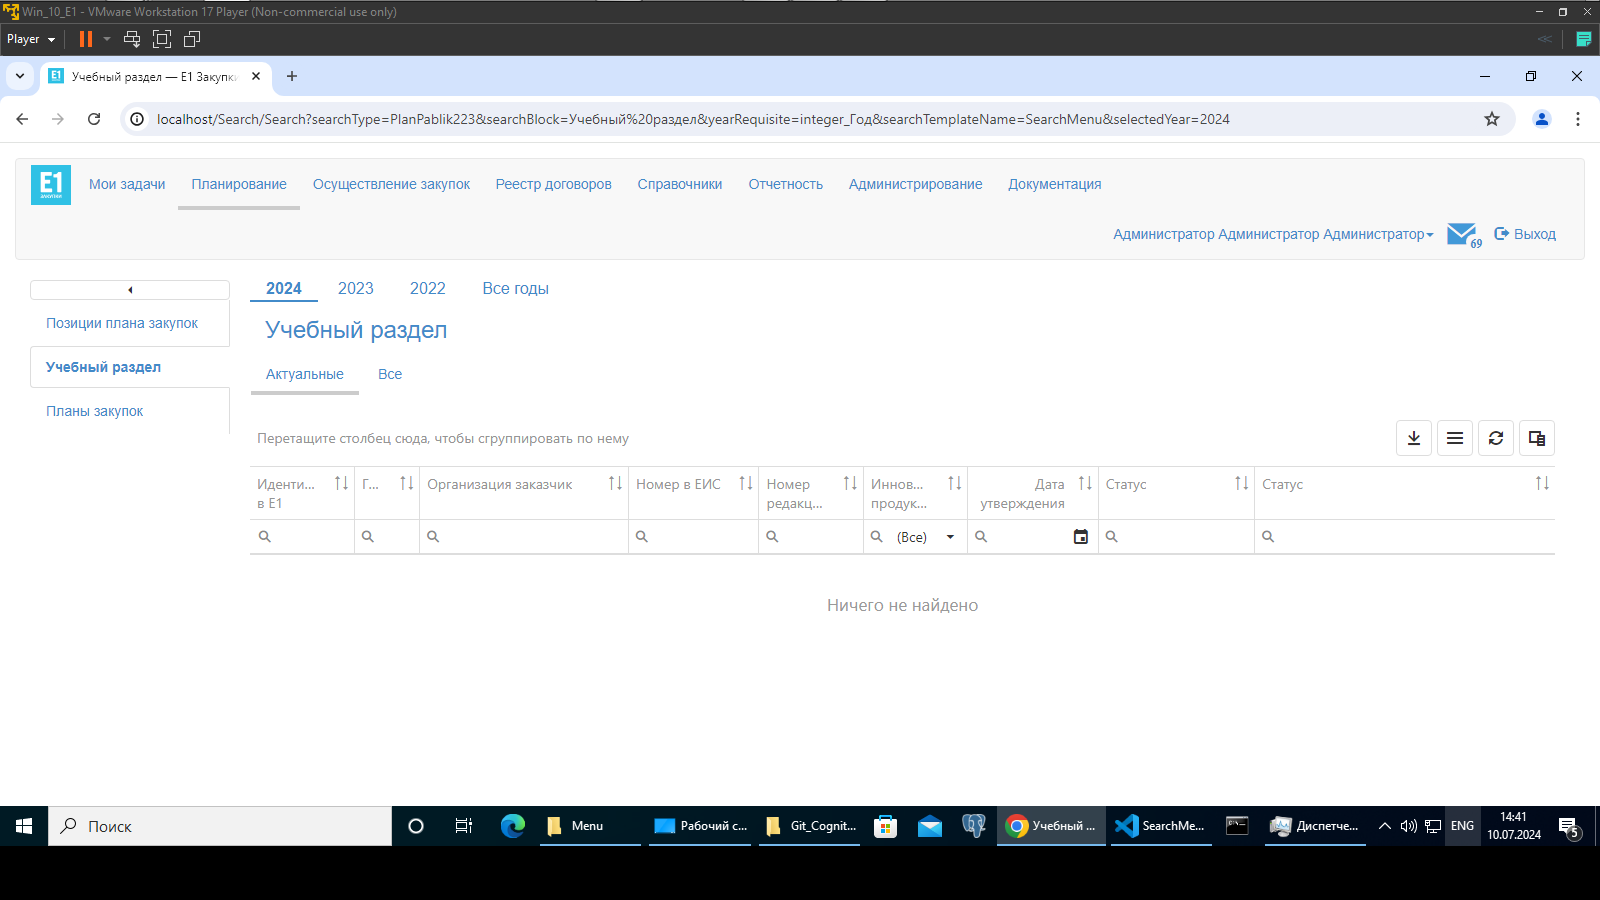 Win_10_E1 - VMware Workstation 17 Player (Non-commercial use only)
Player
E1 Учебный раздел — E1 Закупки
localhost/Search/Search?searchType=PlanPablik223&searchBlock=Учебный%20раздел&yearRequisite=integer_Год&searchTemplateName=SearchMenu&selectedYear=2024
E1 Мои задачи Планирование Осуществление закупок Реестр договоров Справочники Отчетность Администрирование Документация
закупки
Администратор Администратор Администратор 69 Выход
2024 2023 2022 Все годы
Позиции плана закупок
Учебный раздел
Учебный раздел
Актуальные Все
Планы закупок
Перетащите столбец сюда, чтобы сгруппировать по нему
Иденти... Г... Организация заказчик Номер в ЕИС Номер Иннов... Дата Статус Статус
в Е1 редакц... продук... утверждения
(Все)
Ничего не найдено
Поиск Menu Рабочий с... Git_Cognit... Учебный ... SearchMe... Диспетче... ENG 14:41
10.07.2024 5